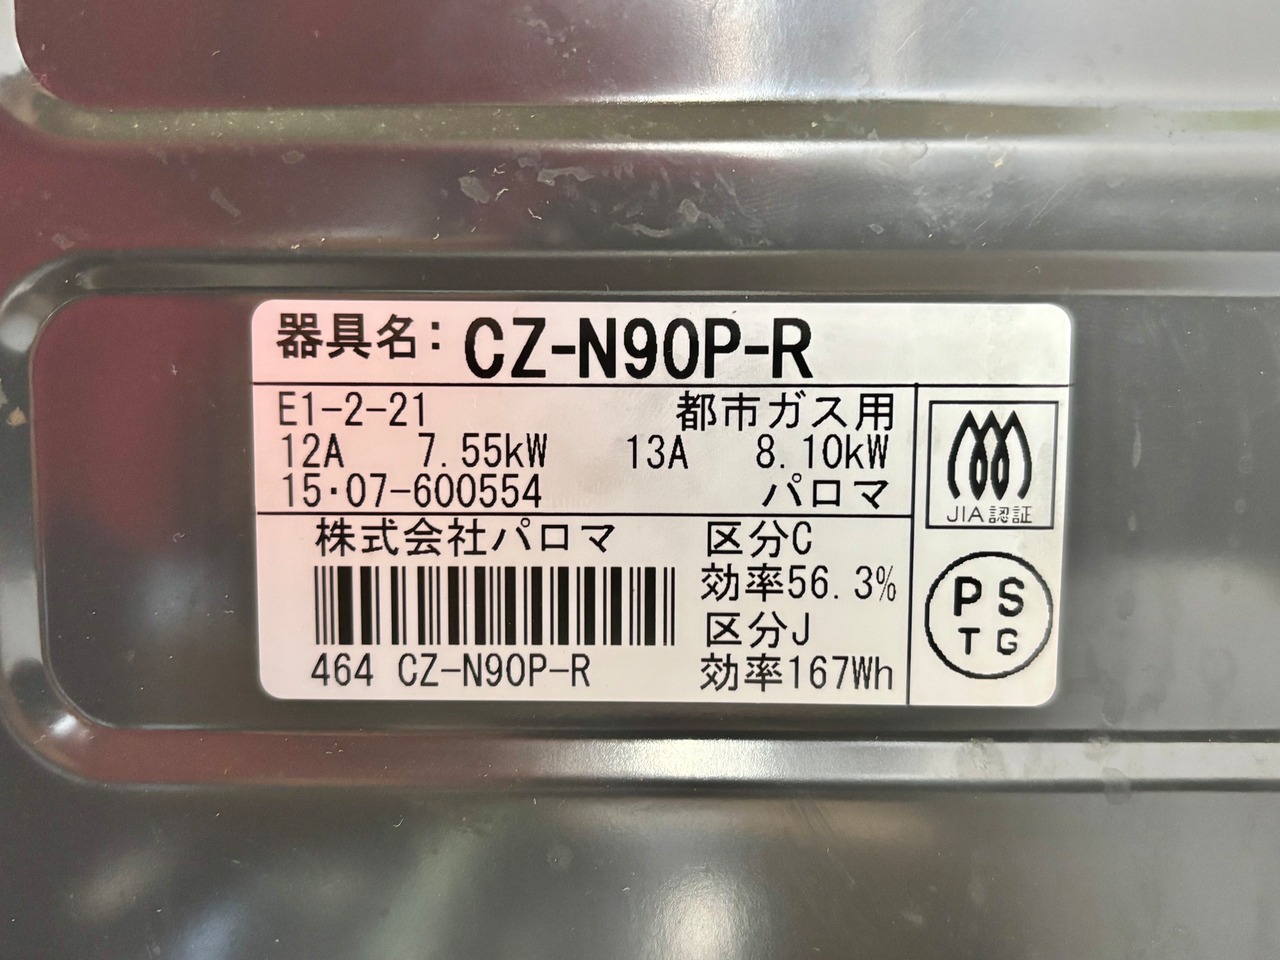 器具名: CZ-N90P-R
E1-2-21 都市ガス用
12A 7.55kW 13A 8.10kW
15・07-600554 パロマ
株式会社パロマ
464 CZ-N90P-R
区分C
効率56.3%
区分J
効率167Wh
JIA認証
PS
TG